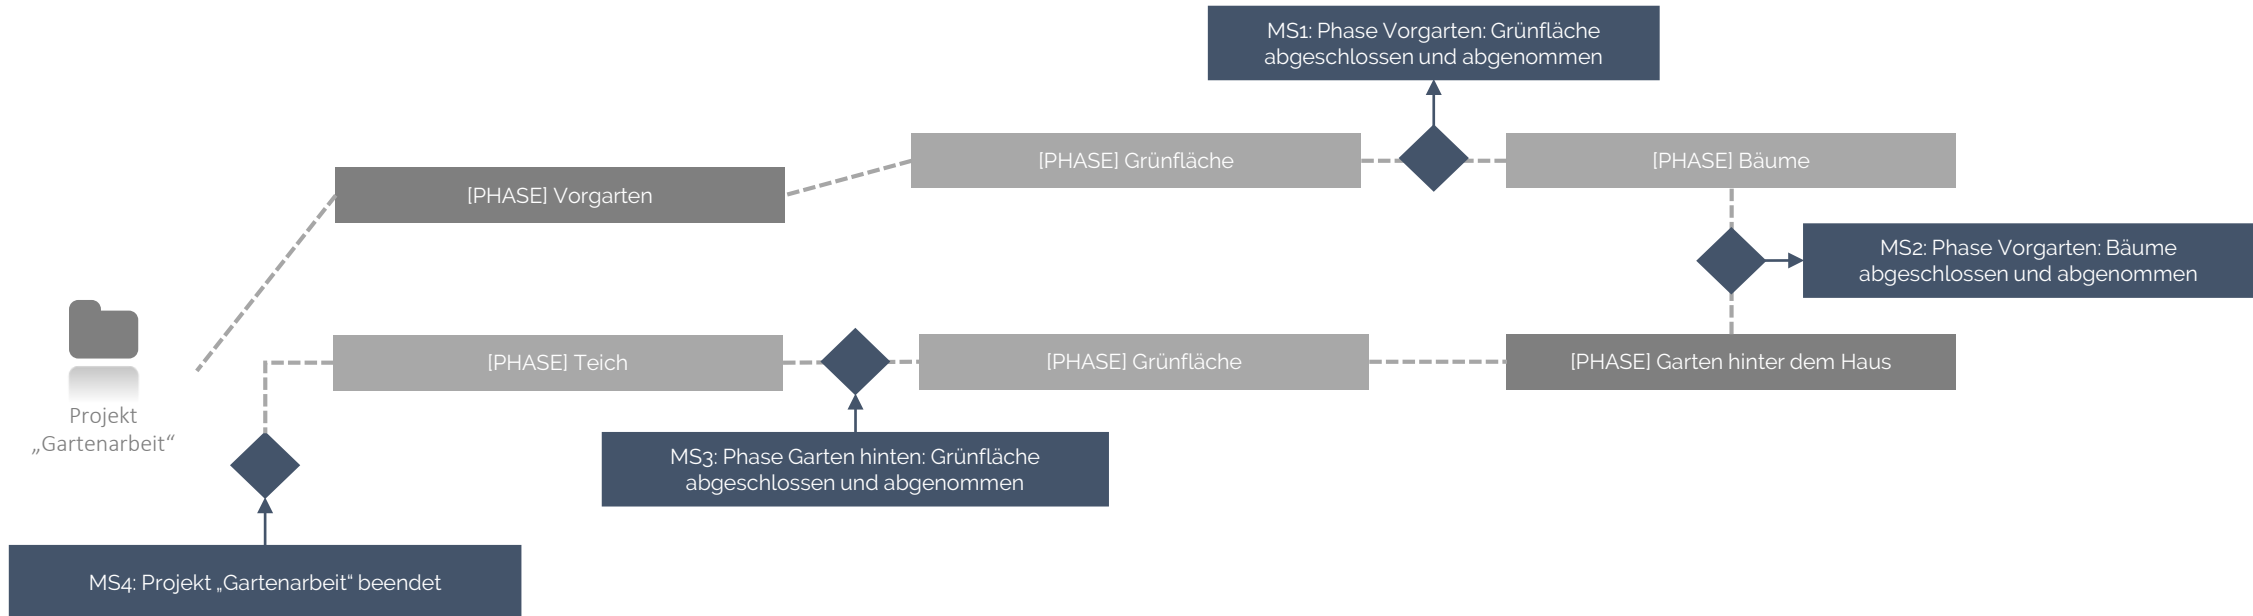 MS1: Phase Vorgarten: Grünfläche
abgeschlossen und abgenommen
[PHASE] Grünfläche
[PHASE] Bäume
[PHASE] Vorgarten
MS2: Phase Vorgarten: Bäume
abgeschlossen und abgenommen
[PHASE] Teich
[PHASE] Grünfläche
[PHASE] Garten hinter dem Haus
Projekt
„Gartenarbeit“
MS3: Phase Garten hinten: Grünfläche
abgeschlossen und abgenommen
MS4: Projekt „Gartenarbeit“ beendet